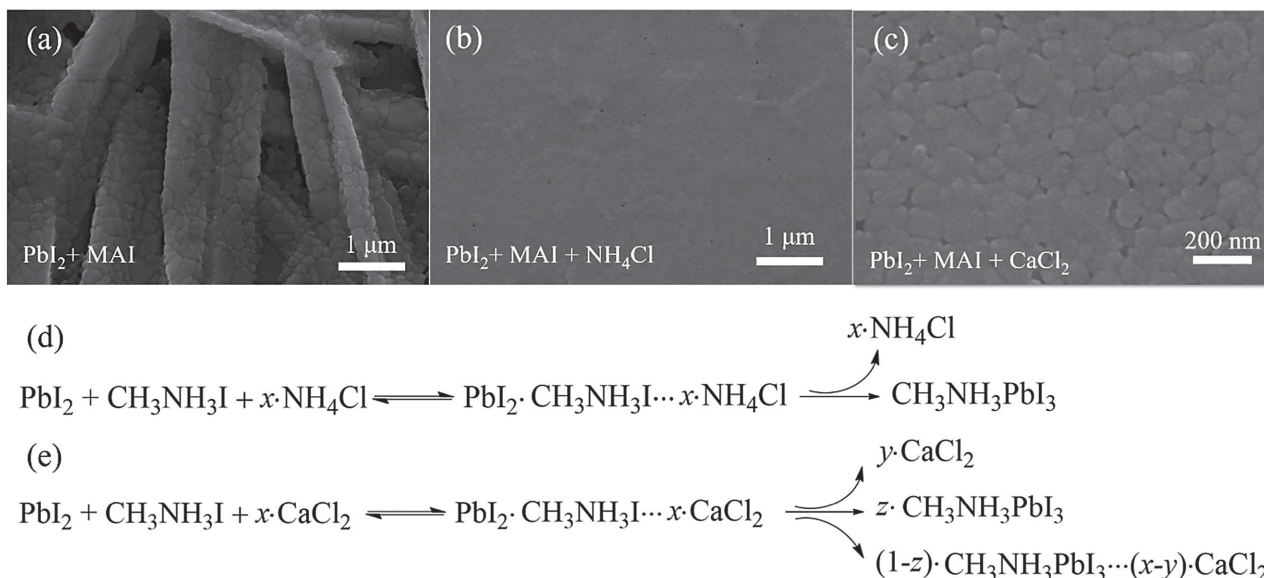 (a)
PbI₂+ MAI
1 μm
(b)
PbI₂+ MAI + NH₄Cl
1 μm
(c)
PbI₂+ MAI + CaCl₂
200 nm
(d)
x·NH₄Cl
PbI₂ + CH₃NH₃I + x·NH₄Cl ⇌ PbI₂· CH₃NH₃I··· x·NH₄Cl → CH₃NH₃PbI₃
(e)
y·CaCl₂
PbI₂ + CH₃NH₃I + x·CaCl₂ ⇌ PbI₂· CH₃NH₃I··· x·CaCl₂ → z· CH₃NH₃PbI₃
(1-z)· CH₃NH₃PbI₃···(x-y)·CaCl₂